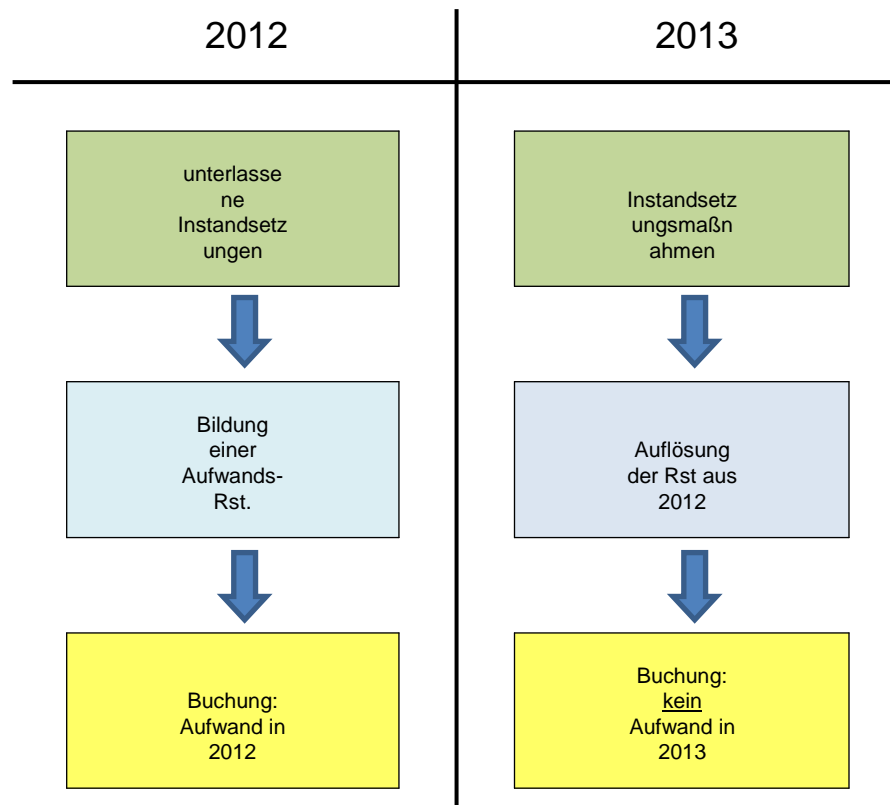 2012
2013
unterlasse
ne
Instandsetz
ungen
Instandsetz
ungsmaßn
ahmen
Bildung
einer
Aufwands-
Rst.
Auflösung
der Rst aus
2012
Buchung:
Aufwand in
2012
Buchung:
kein
Aufwand in
2013